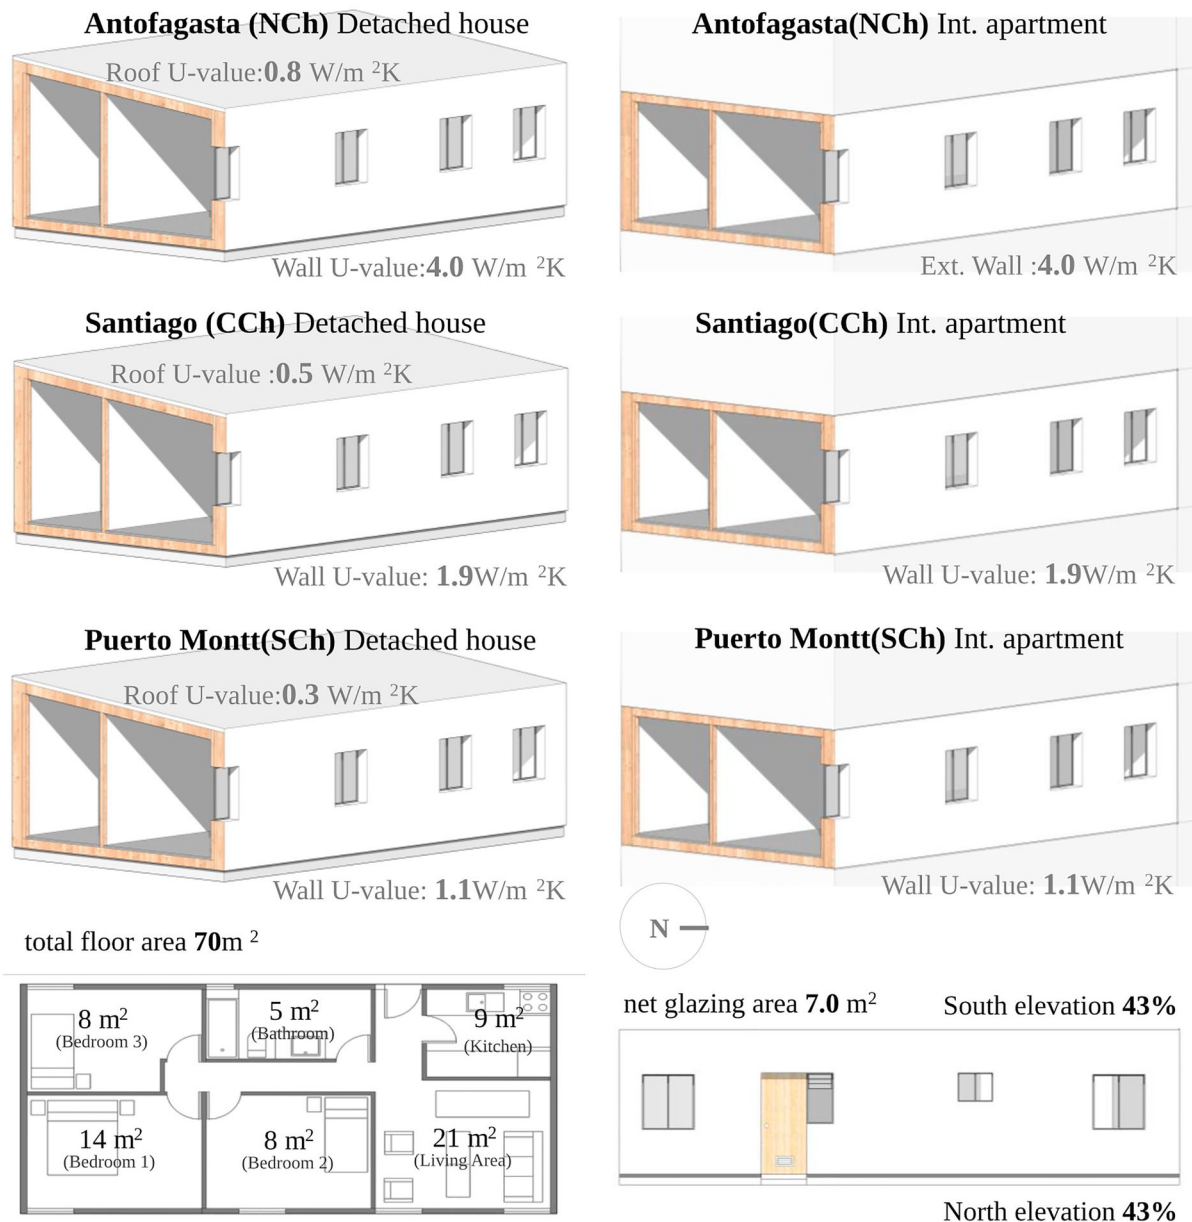 Antofagasta (NCh) Detached house
Roof U-value:0.8 W/m ²K
Wall U-value:4.0 W/m ²K
Antofagasta(NCh) Int. apartment
Ext. Wall :4.0 W/m ²K
Santiago (CCh) Detached house
Roof U-value :0.5 W/m ²K
Wall U-value: 1.9W/m ²K
Santiago(CCh) Int. apartment
Wall U-value: 1.9W/m ²K
Puerto Montt(SCh) Detached house
Roof U-value:0.3 W/m ²K
Wall U-value: 1.1W/m ²K
Puerto Montt(SCh) Int. apartment
Wall U-value: 1.1W/m ²K
N
total floor area 70m ²
8 m²
(Bedroom 3)
5 m²
(Bathroom)
9 m²
(Kitchen)
14 m²
(Bedroom 1)
8 m²
(Bedroom 2)
21 m²
(Living Area)
net glazing area 7.0 m²
South elevation 43%
North elevation 43%